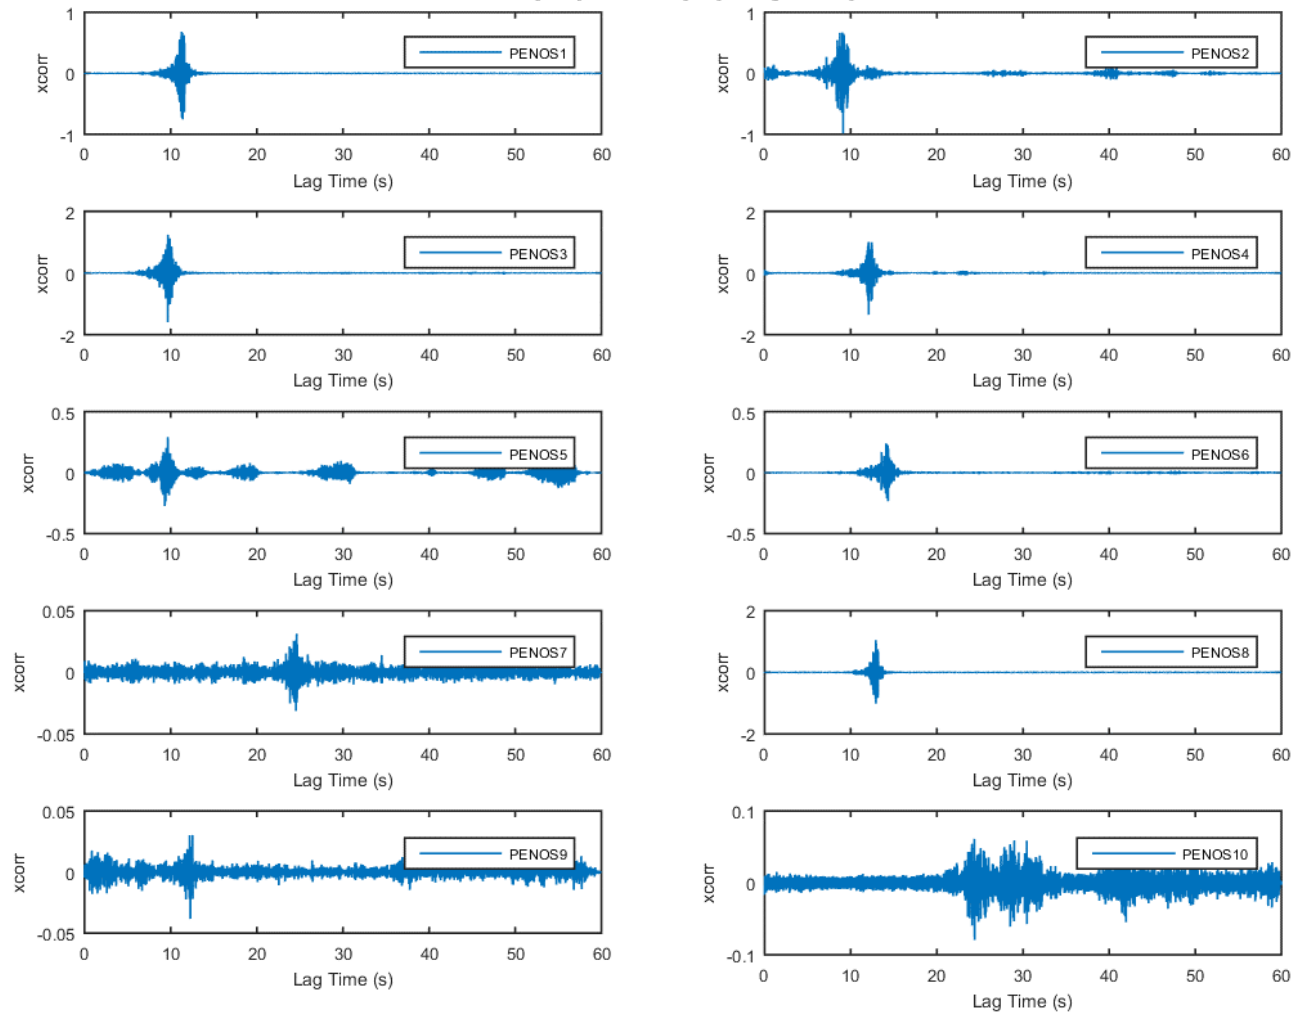 1
0
-1
xcorr
PENOS1
0 10 20 30 40 50 60
Lag Time (s)
1
0
-1
xcorr
PENOS2
0 10 20 30 40 50 60
Lag Time (s)
2
0
-2
xcorr
PENOS3
0 10 20 30 40 50 60
Lag Time (s)
2
0
-2
xcorr
PENOS4
0 10 20 30 40 50 60
Lag Time (s)
0.5
0
-0.5
xcorr
PENOS5
0 10 20 30 40 50 60
Lag Time (s)
0.5
0
-0.5
xcorr
PENOS6
0 10 20 30 40 50 60
Lag Time (s)
0.05
0
-0.05
xcorr
PENOS7
0 10 20 30 40 50 60
Lag Time (s)
2
0
-2
xcorr
PENOS8
0 10 20 30 40 50 60
Lag Time (s)
0.05
0
-0.05
xcorr
PENOS9
0 10 20 30 40 50 60
Lag Time (s)
0.1
0
-0.1
xcorr
PENOS10
0 10 20 30 40 50 60
Lag Time (s)